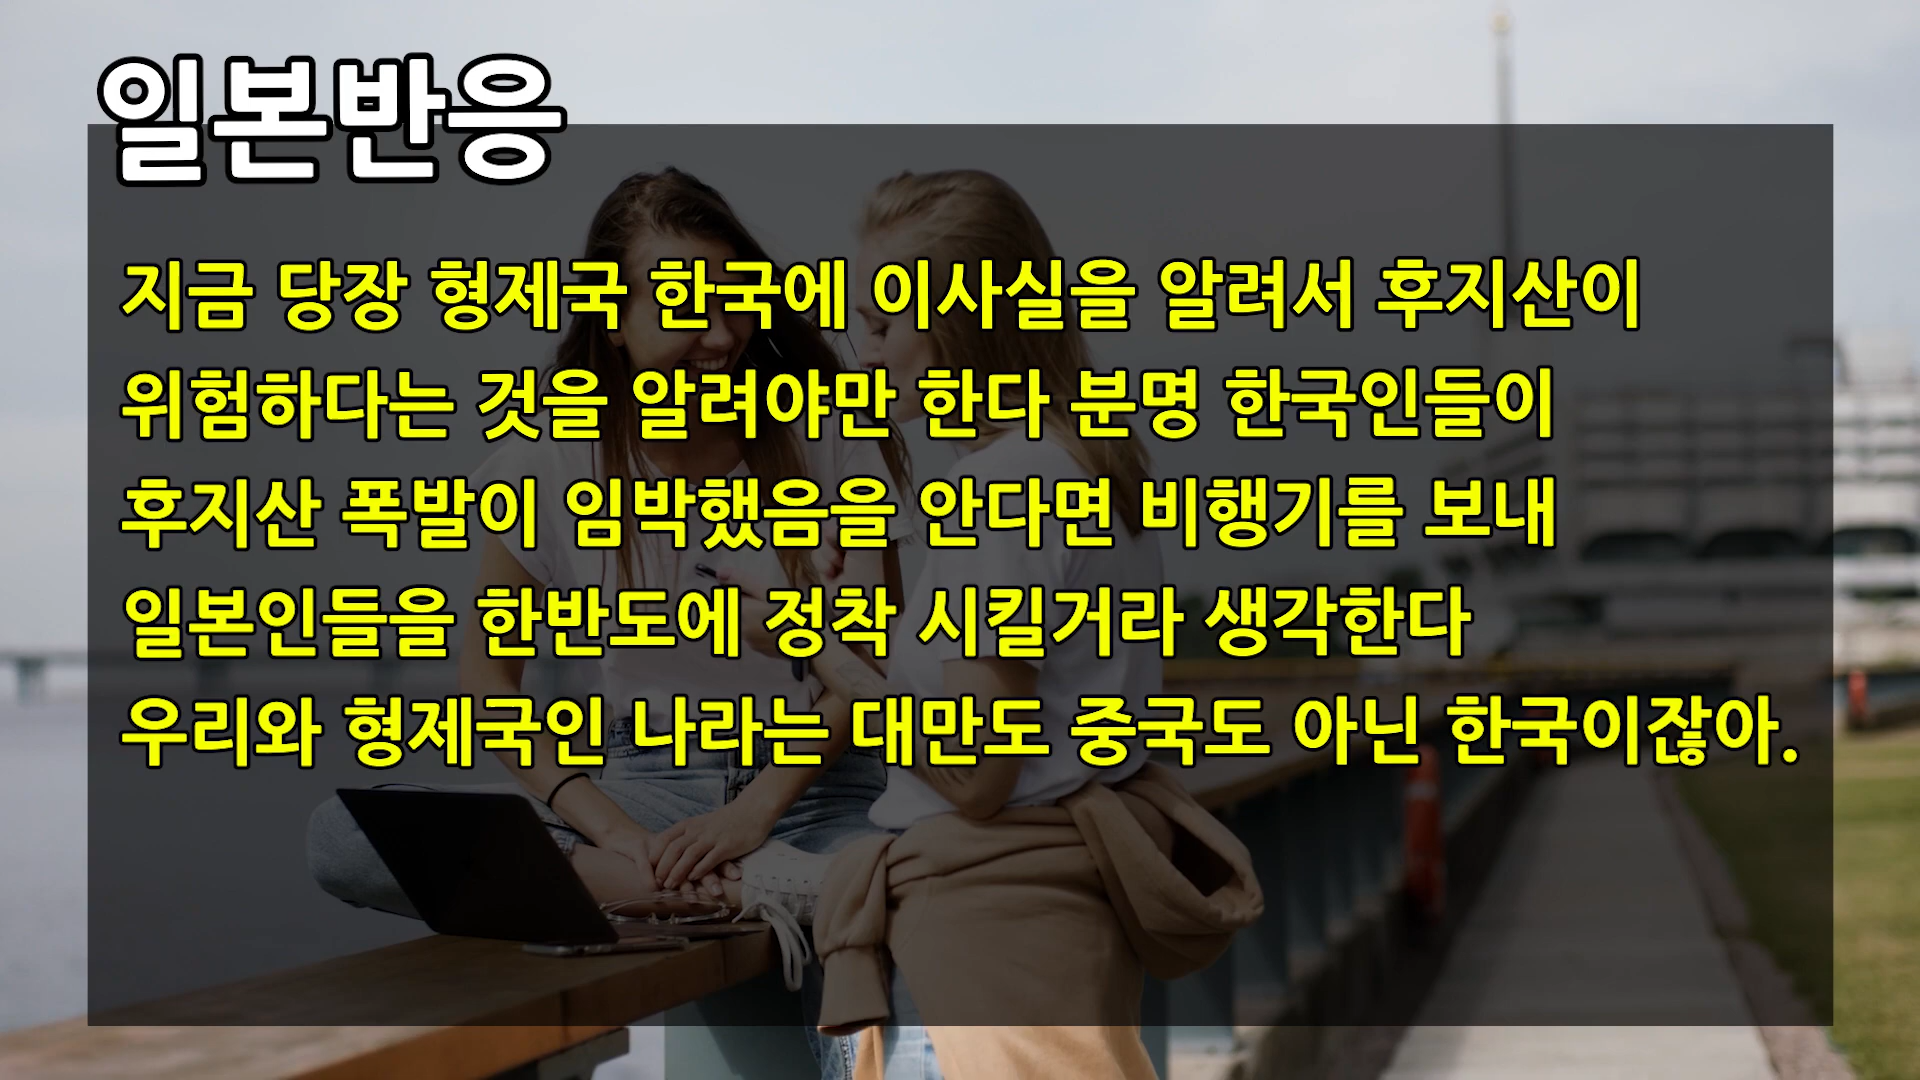 일본반응
지금 당장 형제국 한국에 이사실을 알려서 후지산이
위험하다는 것을 알려야만 한다 분명 한국인들이
후지산 폭발이 임박했음을 안다면 비행기를 보내
일본인들을 한반도에 정착 시킬거라 생각한다
우리와 형제국인 나라는 대만도 중국도 아닌 한국이잖아.